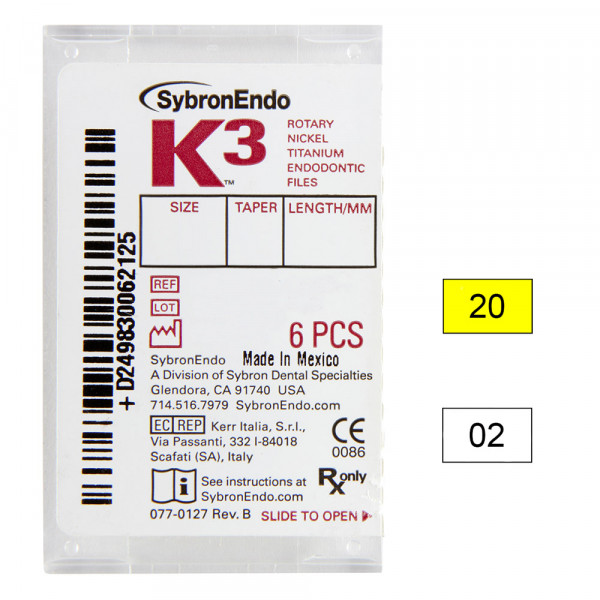 SybronEndo
K3™
ROTARY
NICKEL
TITANIUM
ENDODONTIC
FILES
SIZE TAPER LENGTH/MM
REF
LOT
6 PCS
SybronEndo Made In Mexico
A Division of Sybron Dental Specialties
Glendora, CA 91740 USA
714.516.7979 SybronEndo.com
EC REP Kerr Italia, S.r.l.,
Via Passanti, 332 I-84018
Scafati (SA), Italy
CE
0086
i
See instructions at
SybronEndo.com
Rx only
077-0127 Rev. B SLIDE TO OPEN
+D249830062125
20
02